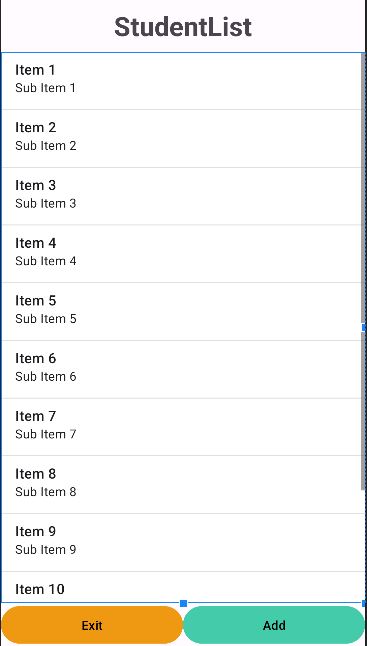 StudentList
Item 1
Sub Item 1
Item 2
Sub Item 2
Item 3
Sub Item 3
Item 4
Sub Item 4
Item 5
Sub Item 5
Item 6
Sub Item 6
Item 7
Sub Item 7
Item 8
Sub Item 8
Item 9
Sub Item 9
Item 10
Exit Add